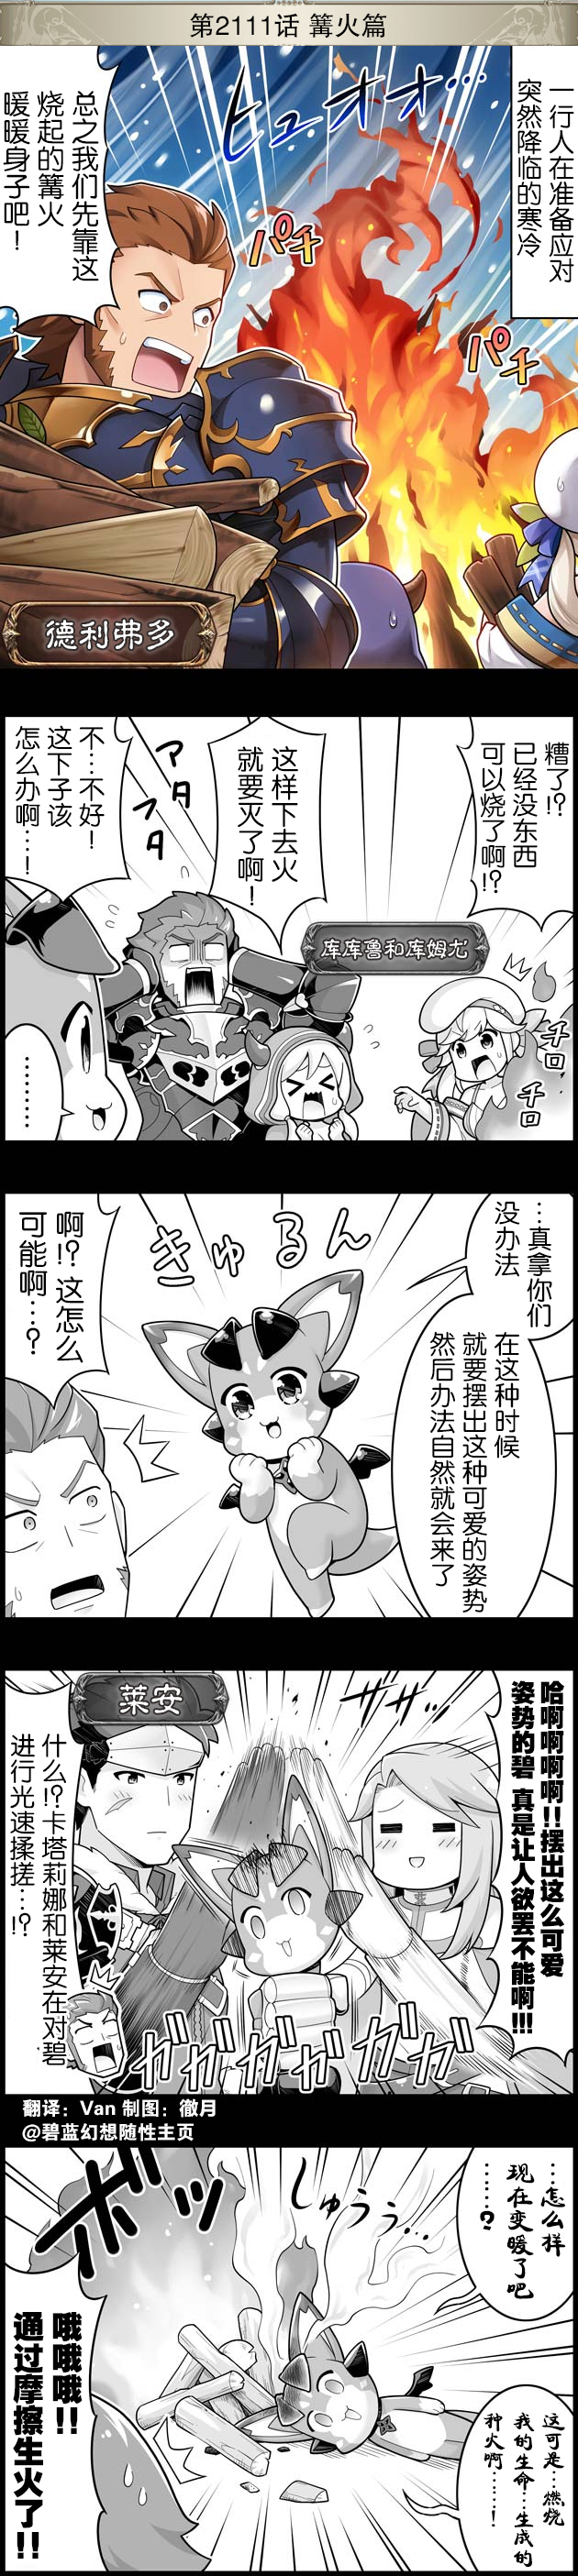 第2111话 篝火篇
一行人在准备应对
突然降临的寒冷
ヒュオオ…
パチ
パチ
总之我们先靠这
烧起的篝火
暖暖身子吧！
德利弗多
糟了!?
已经没东西
可以烧了啊!?
这样下去火
就要灭了啊！
アタ
フタ
不…不好！
这下子该
怎么办啊…！
库库鲁和库姆尤
チロ
チロ
………
…真拿你们
没办法
在这种时候
就要摆出这种可爱的姿势
然后办法自然就会来了
きゅるん
啊!? 这怎么
可能啊…?
哈啊啊啊啊!!摆出这么可爱
姿势的碧 真是让人欲罢不能啊!!!
ザザ…
莱安
什么!? 卡塔莉娜和莱安在对碧
进行光速揉搓…!?
ガガガガガガ
翻译：Van 制图：徹月
@碧蓝幻想随性主页
…怎么样
现在变暖了吧
……？
しゅうぅ…
ボッ
这可是…燃烧
我的生命…生成的
种火啊……！
哦哦哦!!
通过摩擦生火了!!